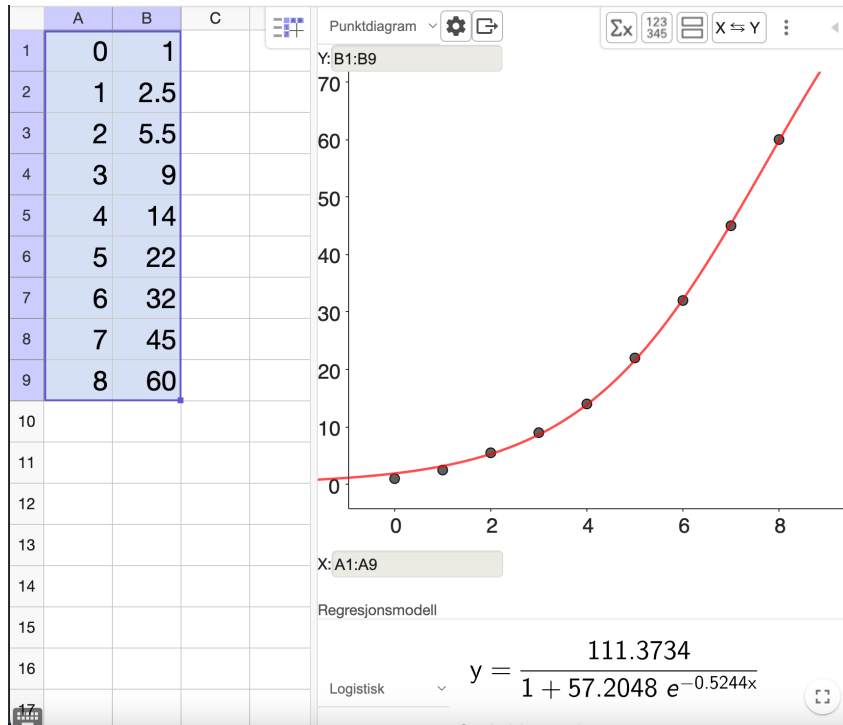 A B C
Punktdiagram
Σx
123
345
X ⇆ Y
Y: B1:B9
1 0 1
2 1 2.5
3 2 5.5
4 3 9
5 4 14
6 5 22
7 6 32
8 7 45
9 8 60
10
11
12
13
14
15
16
17
70
60
50
40
30
20
10
0
0 2 4 6 8
X: A1:A9
Regresjonsmodell
Logistisk
y = 111.3734 / 1 + 57.2048 e^−0.5244x